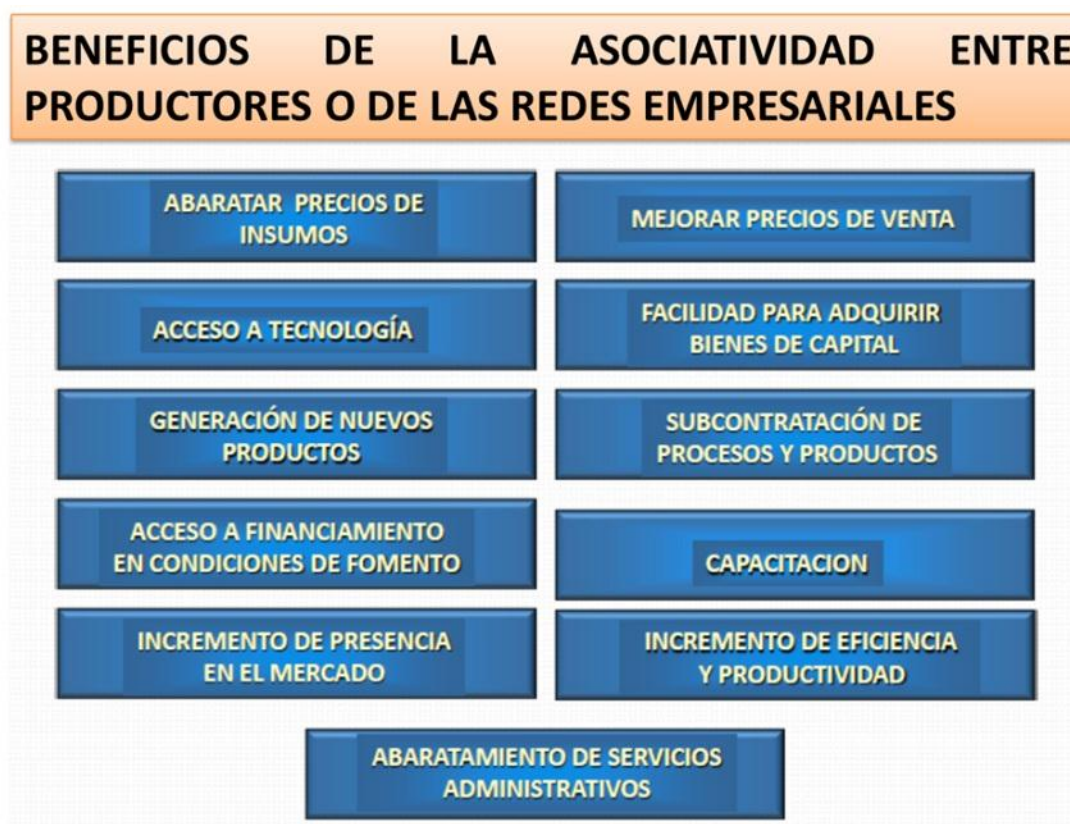 BENEFICIOS DE LA ASOCIATIVIDAD ENTRE
PRODUCTORES O DE LAS REDES EMPRESARIALES
ABARATAR PRECIOS DE
INSUMOS
MEJORAR PRECIOS DE VENTA
ACCESO A TECNOLOGÍA
FACILIDAD PARA ADQUIRIR
BIENES DE CAPITAL
GENERACIÓN DE NUEVOS
PRODUCTOS
SUBCONTRATACIÓN DE
PROCESOS Y PRODUCTOS
ACCESO A FINANCIAMIENTO
EN CONDICIONES DE FOMENTO
CAPACITACION
INCREMENTO DE PRESENCIA
EN EL MERCADO
INCREMENTO DE EFICIENCIA
Y PRODUCTIVIDAD
ABARATAMIENTO DE SERVICIOS
ADMINISTRATIVOS